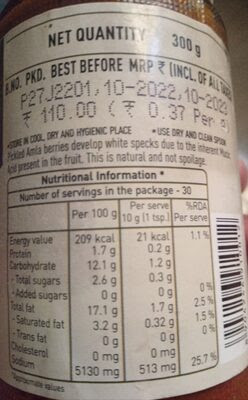 NET QUANTITY 300 g
B.NO. PKD. BEST BEFORE MRP ₹ (INCL. OF ALL
P27J2201,10-2022,10-2023
₹ 110.00 (₹ 0.37 Per g)
•STORE IN COOL, DRY AND HYGIENIC PLACE •USE DRY AND CLEAN SPOON
Pickled Amla berries develop white specks due to the inherent
Acid present in the fruit. This is natural and not spoilage.
Nutritional Information *
Number of servings in the package - 30
Per 100 g Per serve 10 g (1 tsp.) %RDA Per serve
Energy value 209 kcal 21 kcal 1.1 %
Protein 1.7 g 0.2 g
Carbohydrate 12.1 g 1.2 g
- Total sugars 2.6 g 0.3 g
- Added sugars 0 g 0 g 0 %
Total fat 17.1 g 1.7 g 2.5 %
- Saturated fat 3.2 g 0.32 g 1.5 %
- Trans fat 0 g 0 g 0 %
Cholesterol 0 mg 0 mg
Sodium 5130 mg 513 mg 25.7 %
*Approximate values